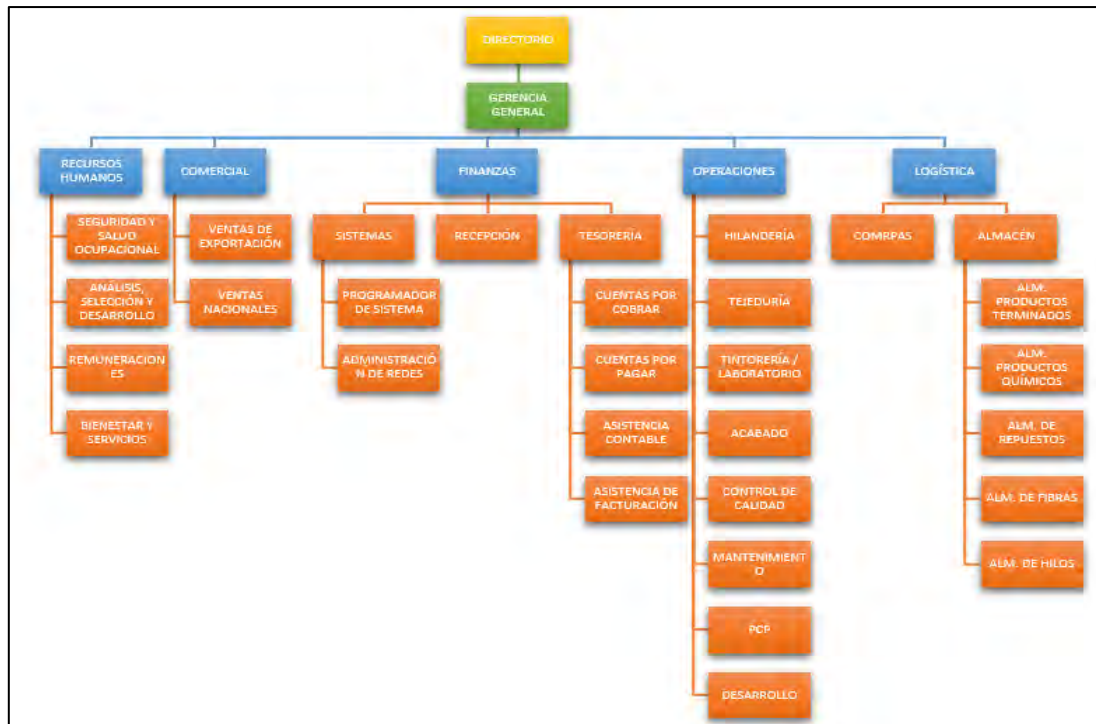 DIRECTORIO
GERENCIA
GENERAL
RECURSOS
HUMANOS
COMERCIAL
FINANZAS
OPERACIONES
LOGÍSTICA
SEGURIDAD Y
SALUD
OCUPACIONAL
ANÁLISIS,
SELECCIÓN Y
DESARROLLO
REMUNERACION
ES
BIENESTAR Y
SERVICIOS
VENTAS DE
EXPORTACIÓN
VENTAS
NACIONALES
SISTEMAS
PROGRAMADOR
DE SISTEMA
ADMINISTRACIÓ
N DE REDES
RECEPCIÓN
TESORERÍA
CUENTAS POR
COBRAR
CUENTAS POR
PAGAR
ASISTENCIA
CONTABLE
ASISTENCIA DE
FACTURACIÓN
HILANDERÍA
TEJEDURÍA
TINTORERÍA /
LABORATORIO
ACABADO
CONTROL DE
CALIDAD
MANTENIMIENT
O
PCP
DESARROLLO
COMRPAS
ALMACÉN
ALM.
PRODUCTOS
TERMINADOS
ALM.
PRODUCTOS
QUÍMICOS
ALM. DE
REPUESTOS
ALM. DE FIBRAS
ALM. DE HILOS